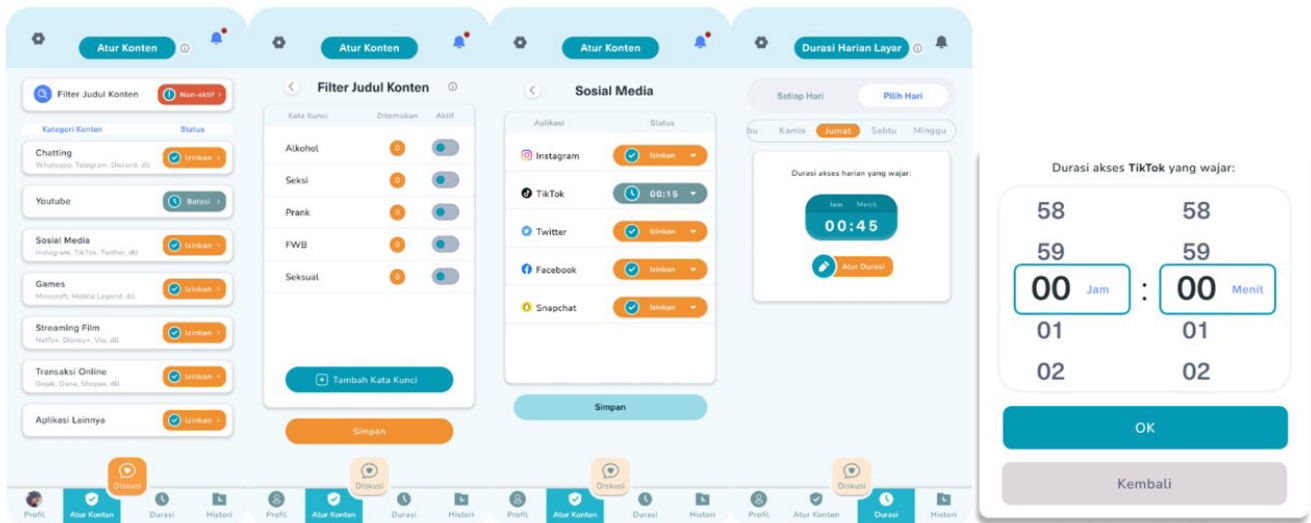 Atur Konten
Filter Judul Konten
Non-aktif
Kategori Konten Status
Chatting
Whatsapp, Telegram, Discord, dll
Izinkan
Youtube
Batasi
Sosial Media
Instagram, TikTok, Twitter, dll
Izinkan
Games
Minecraft, Mobile Legend, dll
Izinkan
Streaming Film
Netflix, Disney+, Viu, dll
Izinkan
Transaksi Online
Gojek, Dana, Shopee, dll
Izinkan
Aplikasi Lainnya
Izinkan
Diskusi
Profil Atur Konten Durasi Histori
Atur Konten
Filter Judul Konten
Kata Kunci Ditemukan Aktif
Alkohol 0
Seksi 0
Prank 0
FWB 0
Seksual 0
Tambah Kata Kunci
Simpan
Diskusi
Profil Atur Konten Durasi Histori
Atur Konten
Sosial Media
Aplikasi Status
Instagram Izinkan
TikTok 00:15
Twitter Izinkan
Facebook Izinkan
Snapchat Izinkan
Simpan
Diskusi
Profil Atur Konten Durasi Histori
Durasi Harian Layar
Setiap Hari Pilih Hari
bu Kamis Jumat Sabtu Minggu
Durasi akses harian yang wajar:
Jam Menit
00:45
Atur Durasi
Diskusi
Profil Atur Konten Durasi Histori
Durasi akses TikTok yang wajar:
58 58
59 59
00 Jam : 00 Menit
01 01
02 02
OK
Kembali